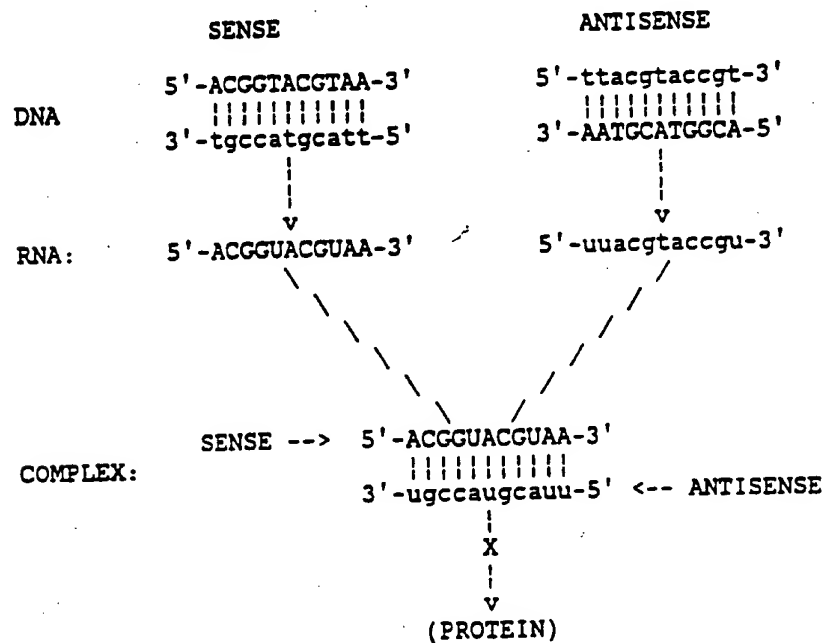 SENSE ANTISENSE
5'-ACGGTACGTAA-3' 5'-ttacgtaccgt-3'
DNA
3'-tgccatgcatt-5' 3'-AATGCATGGCA-5'
v v
RNA: 5'-ACGGUACGUAA-3' 5'-uuacgtaccgu-3'
SENSE --> 5'-ACGGUACGUAA-3'
COMPLEX:
3'-ugccaugcauu-5' <-- ANTISENSE
X
v
(PROTEIN)